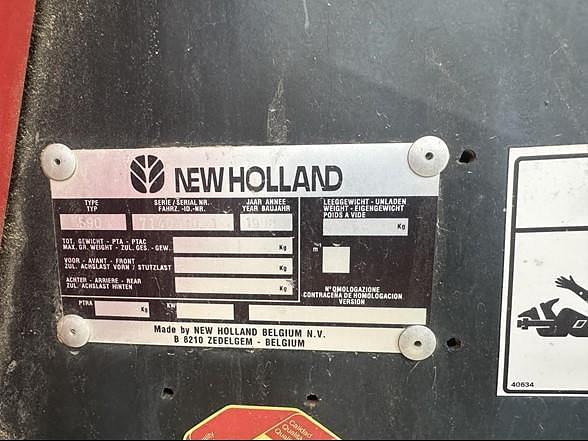 NEW HOLLAND
TYPE TYP
SERIE/SERIAL NR. FAHRZ.-ID.-NR.
JAAR ANNEE YEAR BAUJAHR
LEEGGEWICHT - UNLADEN
WEIGHT - EIGENGEWICHT
POIDS A VIDE
Kg
TOT. GEWICHT - PTA - PTAC
MAX. GR. WEIGHT - ZUL. GES. - GEW.
Kg
VOOR - AVANT - FRONT
ZUL. ACHSLAST VORN / STUTZLAST
Kg
ACHTER - ARRIERE - REAR
ZUL. ACHSLAST HINTEN
Kg
N° OMOLOGAZIONE
CONTRACENA DE HOMOLOGACION
VERSION
PTRA
Kg
KW
Made by NEW HOLLAND BELGIUM N.V.
B 8210 ZEDELGEM - BELGIUM
40634
Calidad